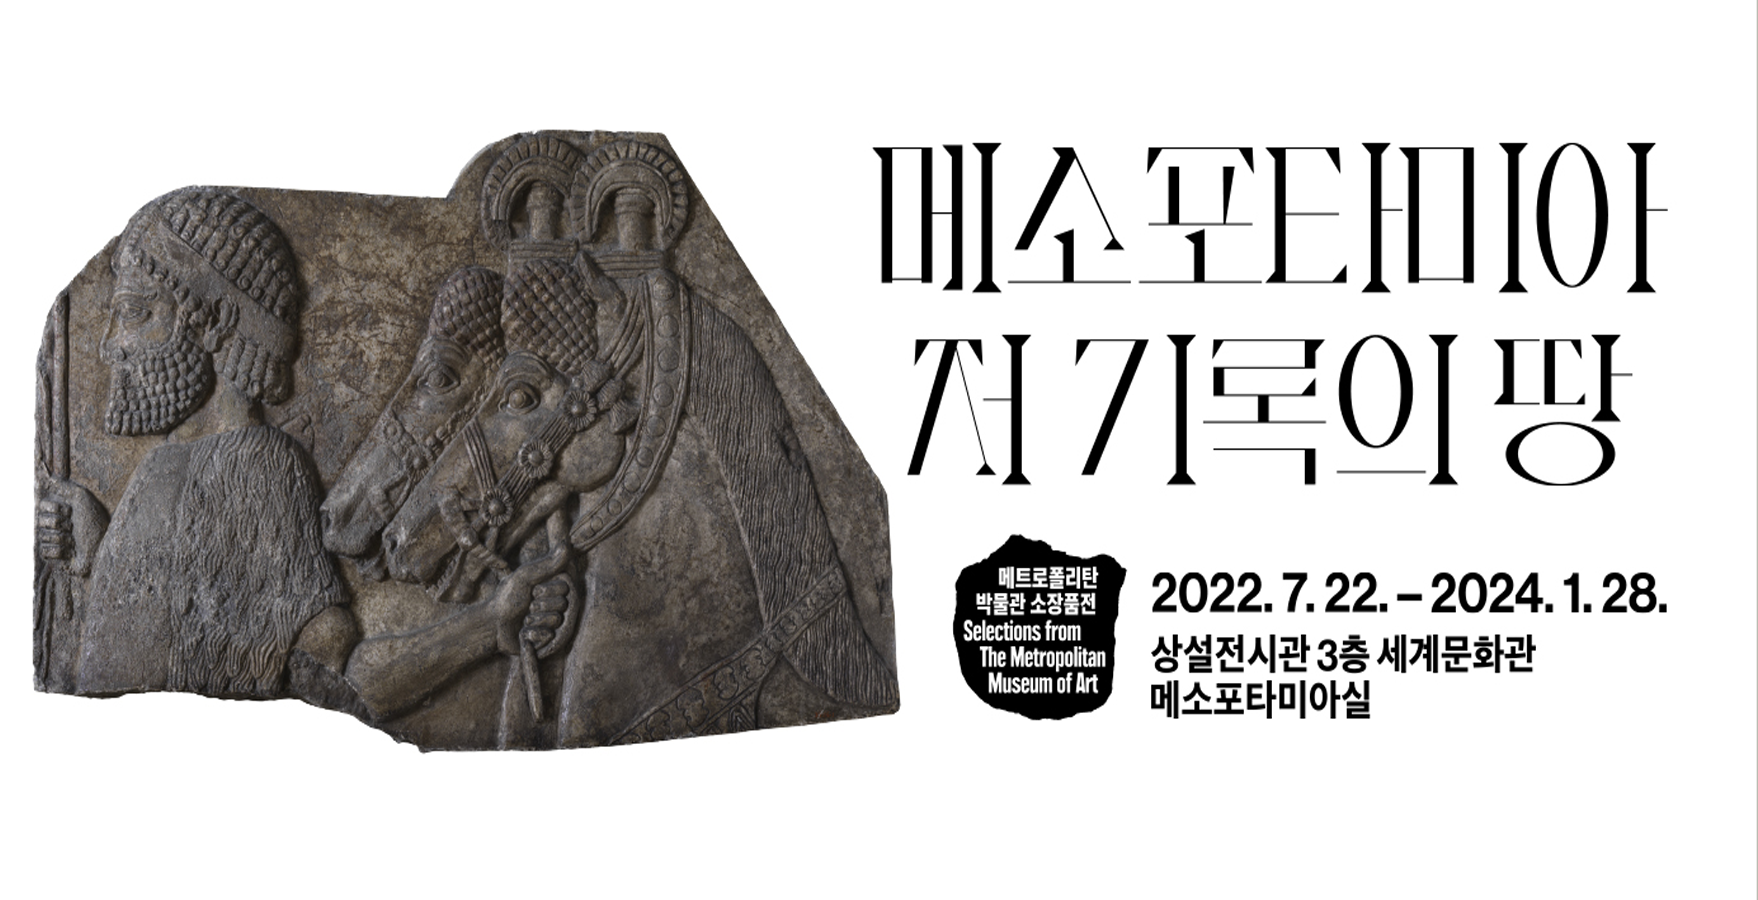 메소포타미아
저 기록의 땅
메트로폴리탄
박물관 소장품전
Selections from
The Metropolitan
Museum of Art
2022. 7. 22. – 2024. 1. 28.
상설전시관 3층 세계문화관
메소포타미아실